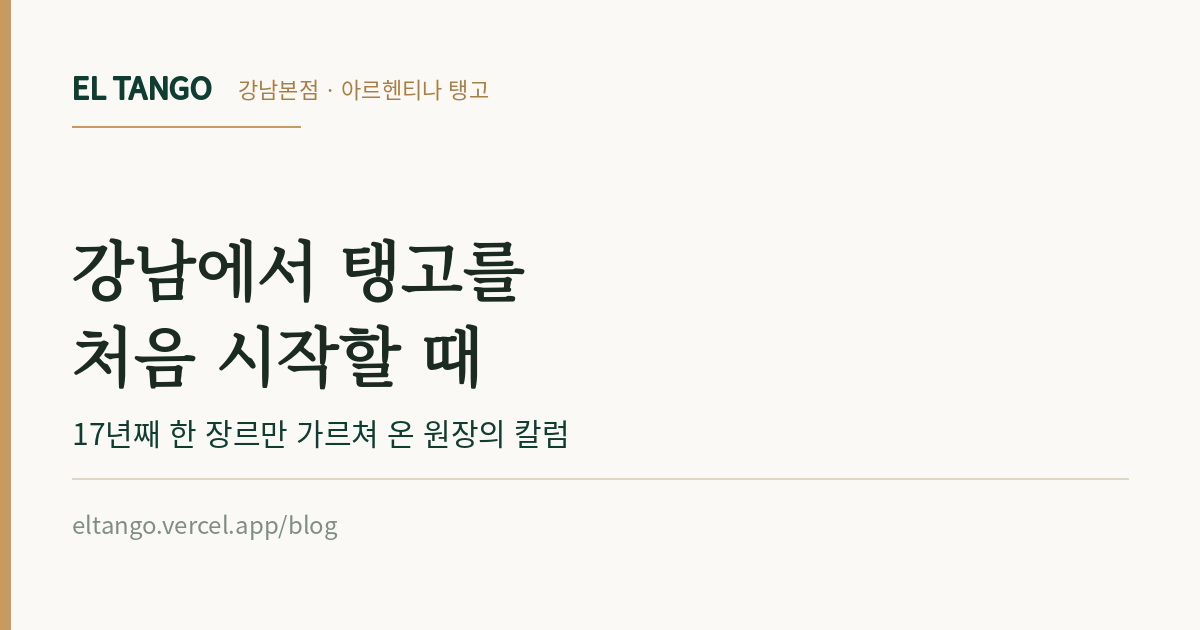 EL TANGO 강남본점 · 아르헨티나 탱고
강남에서 탱고를
처음 시작할 때
17년째 한 장르만 가르쳐 온 원장의 칼럼
eltango.vercel.app/blog